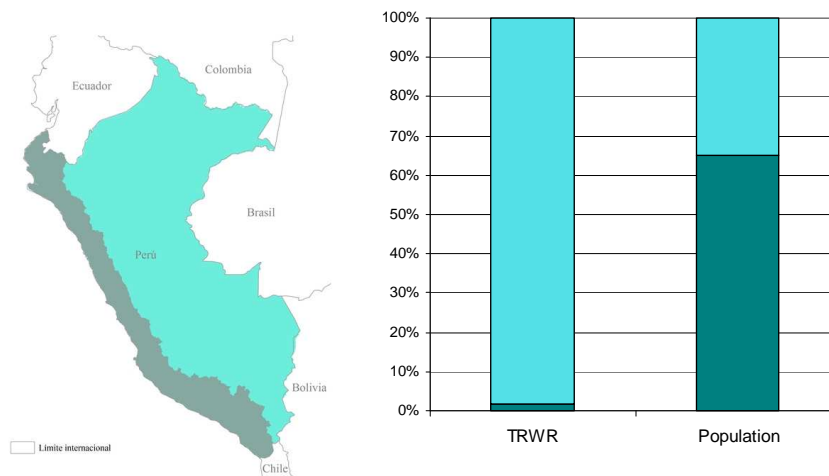 Colombia
Ecuador
Brasil
Perú
Bolivia
Límite internacional
Chile
100%
90%
80%
70%
60%
50%
40%
30%
20%
10%
0%
TRWR
Population